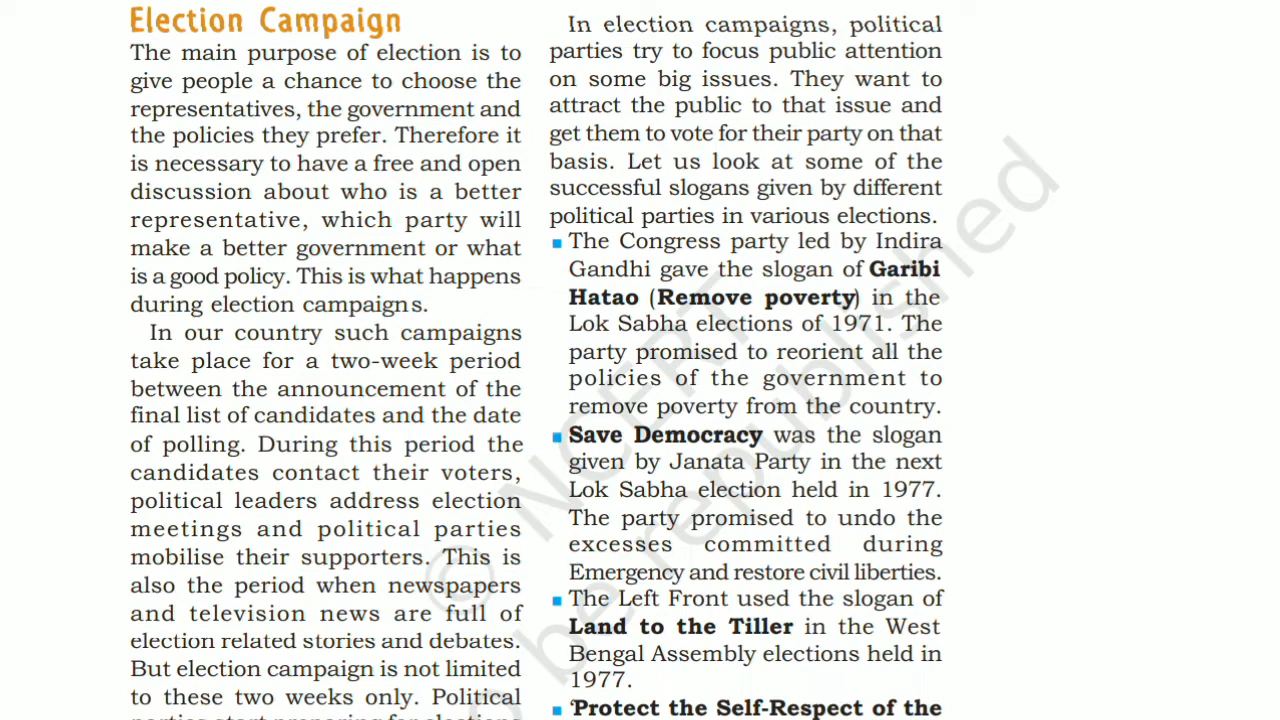 Election Campaign
The main purpose of election is to
give people a chance to choose the
representatives, the government and
the policies they prefer. Therefore it
is necessary to have a free and open
discussion about who is a better
representative, which party will
make a better government or what
is a good policy. This is what happens
during election campaigns.
In our country such campaigns
take place for a two-week period
between the announcement of the
final list of candidates and the date
of polling. During this period the
candidates contact their voters,
political leaders address election
meetings and political parties
mobilise their supporters. This is
also the period when newspapers
and television news are full of
election related stories and debates.
But election campaign is not limited
to these two weeks only. Political
parties start preparing for elections
In election campaigns, political
parties try to focus public attention
on some big issues. They want to
attract the public to that issue and
get them to vote for their party on that
basis. Let us look at some of the
successful slogans given by different
political parties in various elections.
▪ The Congress party led by Indira
Gandhi gave the slogan of Garibi
Hatao (Remove poverty) in the
Lok Sabha elections of 1971. The
party promised to reorient all the
policies of the government to
remove poverty from the country.
▪ Save Democracy was the slogan
given by Janata Party in the next
Lok Sabha election held in 1977.
The party promised to undo the
excesses committed during
Emergency and restore civil liberties.
▪ The Left Front used the slogan of
Land to the Tiller in the West
Bengal Assembly elections held in
1977.
▪ ‘Protect the Self-Respect of the
© NCERT
o be republished